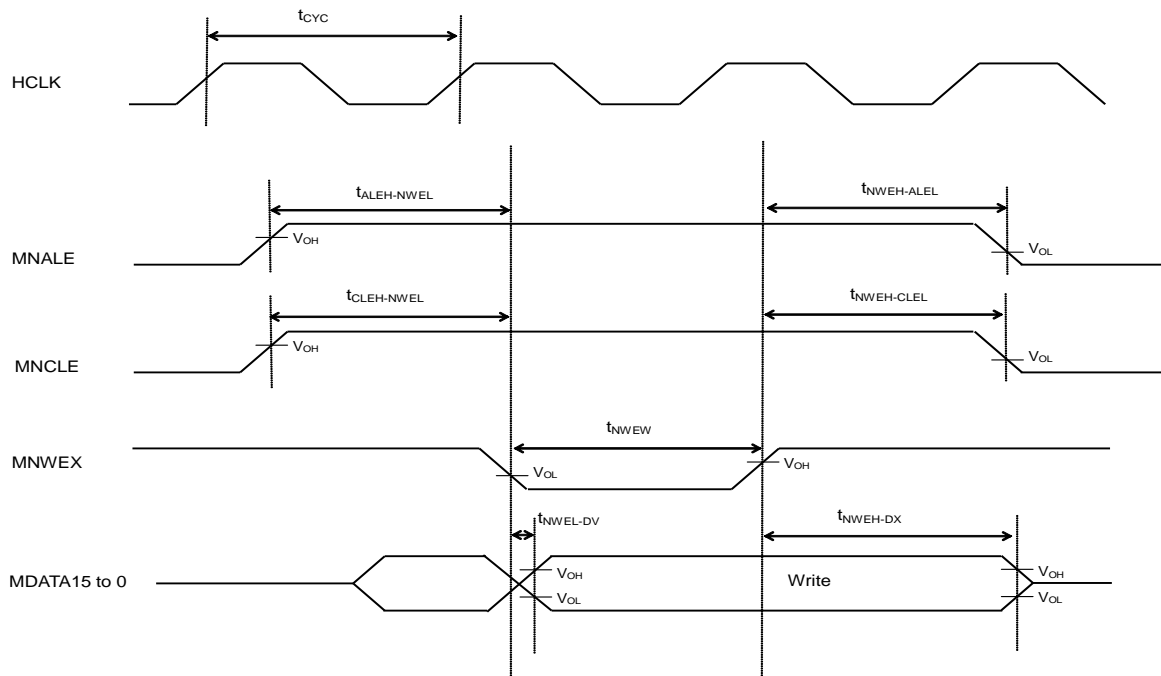 tCYC
HCLK
tALEH-NWEL
tNWEH-ALEL
VOH
VOL
MNALE
tCLEH-NWEL
tNWEH-CLEL
VOH
VOL
MNCLE
tNWEW
MNWEX
VOL
VOH
tNWEL-DV
tNWEH-DX
MDATA15 to 0
VOH
Write
VOH
VOL
VOL